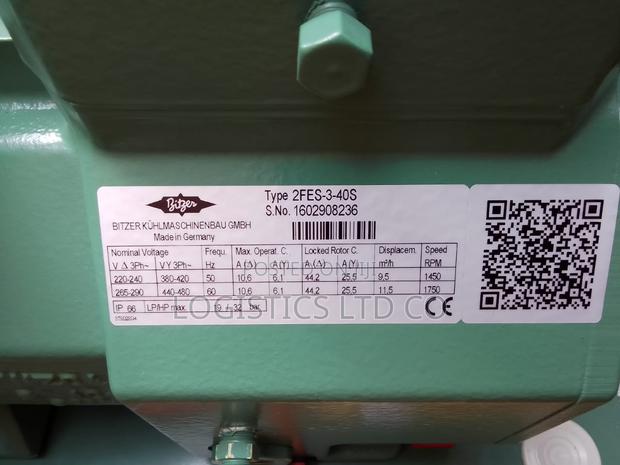 Bitzer
Type 2FES-3-40S
S.No. 1602908236
BITZER KÜHLMASCHINENBAU GMBH
Made in Germany
Nominal Voltage Frequ. Max. Operat. C. Locked Rotor C. Displacem. Speed
V Δ 3Ph~ V Y 3Ph~ Hz A (Δ) A (Y) A (Δ) A (Y) m³/h RPM
220-240 380-420 50 10,6 6,1 44,2 25,5 9,5 1450
265-290 440-480 60 10,6 6,1 44,2 25,5 11,5 1750
IP 66 LP/HP max. 19 / 32 bar CE
LOGISTICS LTD CO